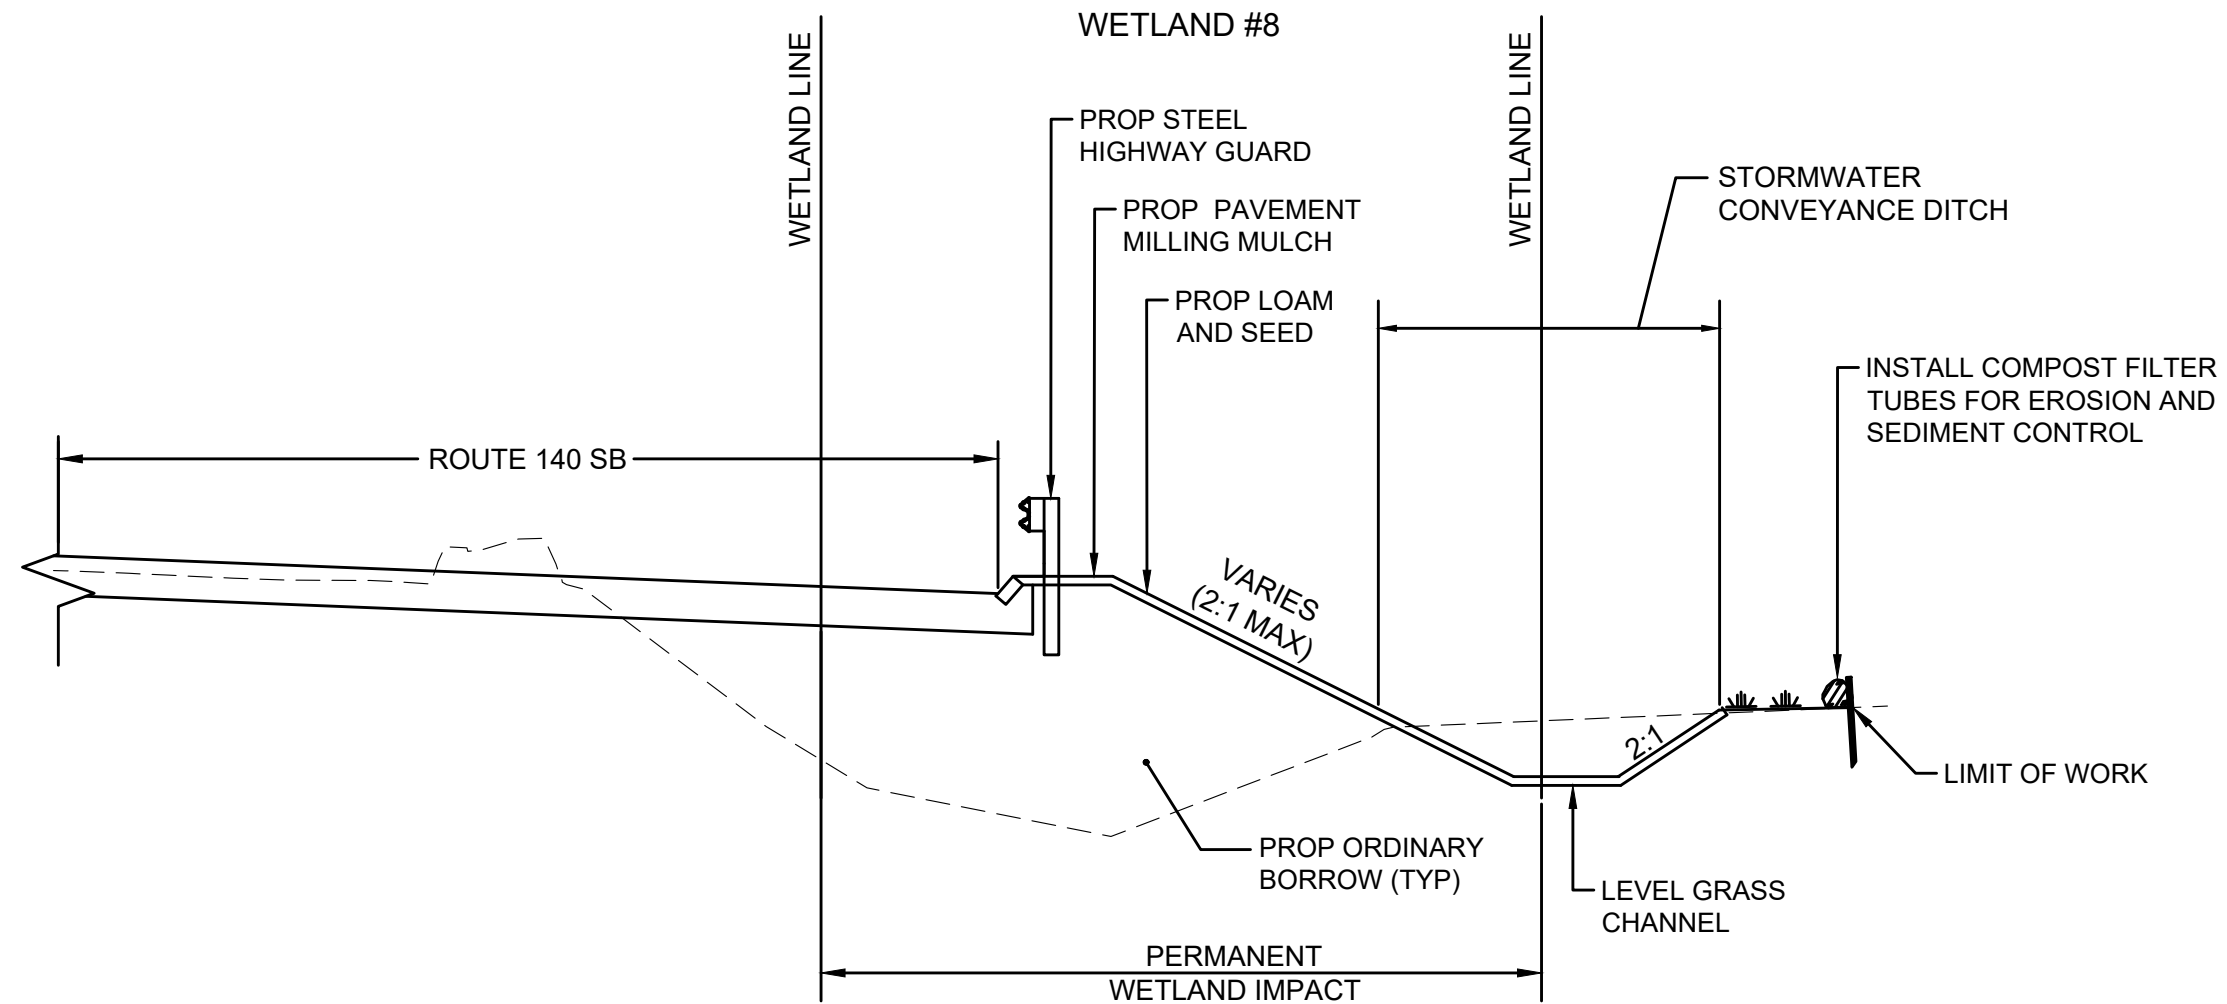 WETLAND #8
WETLAND LINE
WETLAND LINE
PROP STEEL
HIGHWAY GUARD
PROP PAVEMENT
MILLING MULCH
PROP LOAM
AND SEED
STORMWATER
CONVEYANCE DITCH
INSTALL COMPOST FILTER
TUBES FOR EROSION AND
SEDIMENT CONTROL
ROUTE 140 SB
VARIES
(2:1 MAX)
2:1
LIMIT OF WORK
PROP ORDINARY
BORROW (TYP)
LEVEL GRASS
CHANNEL
PERMANENT
WETLAND IMPACT